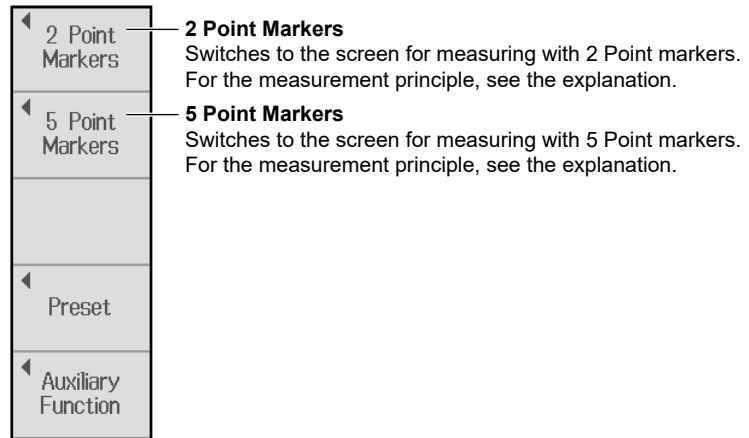 2 Point
Markers
2 Point Markers
Switches to the screen for measuring with 2 Point markers.
For the measurement principle, see the explanation.
5 Point
Markers
5 Point Markers
Switches to the screen for measuring with 5 Point markers.
For the measurement principle, see the explanation.
Preset
Auxiliary
Function